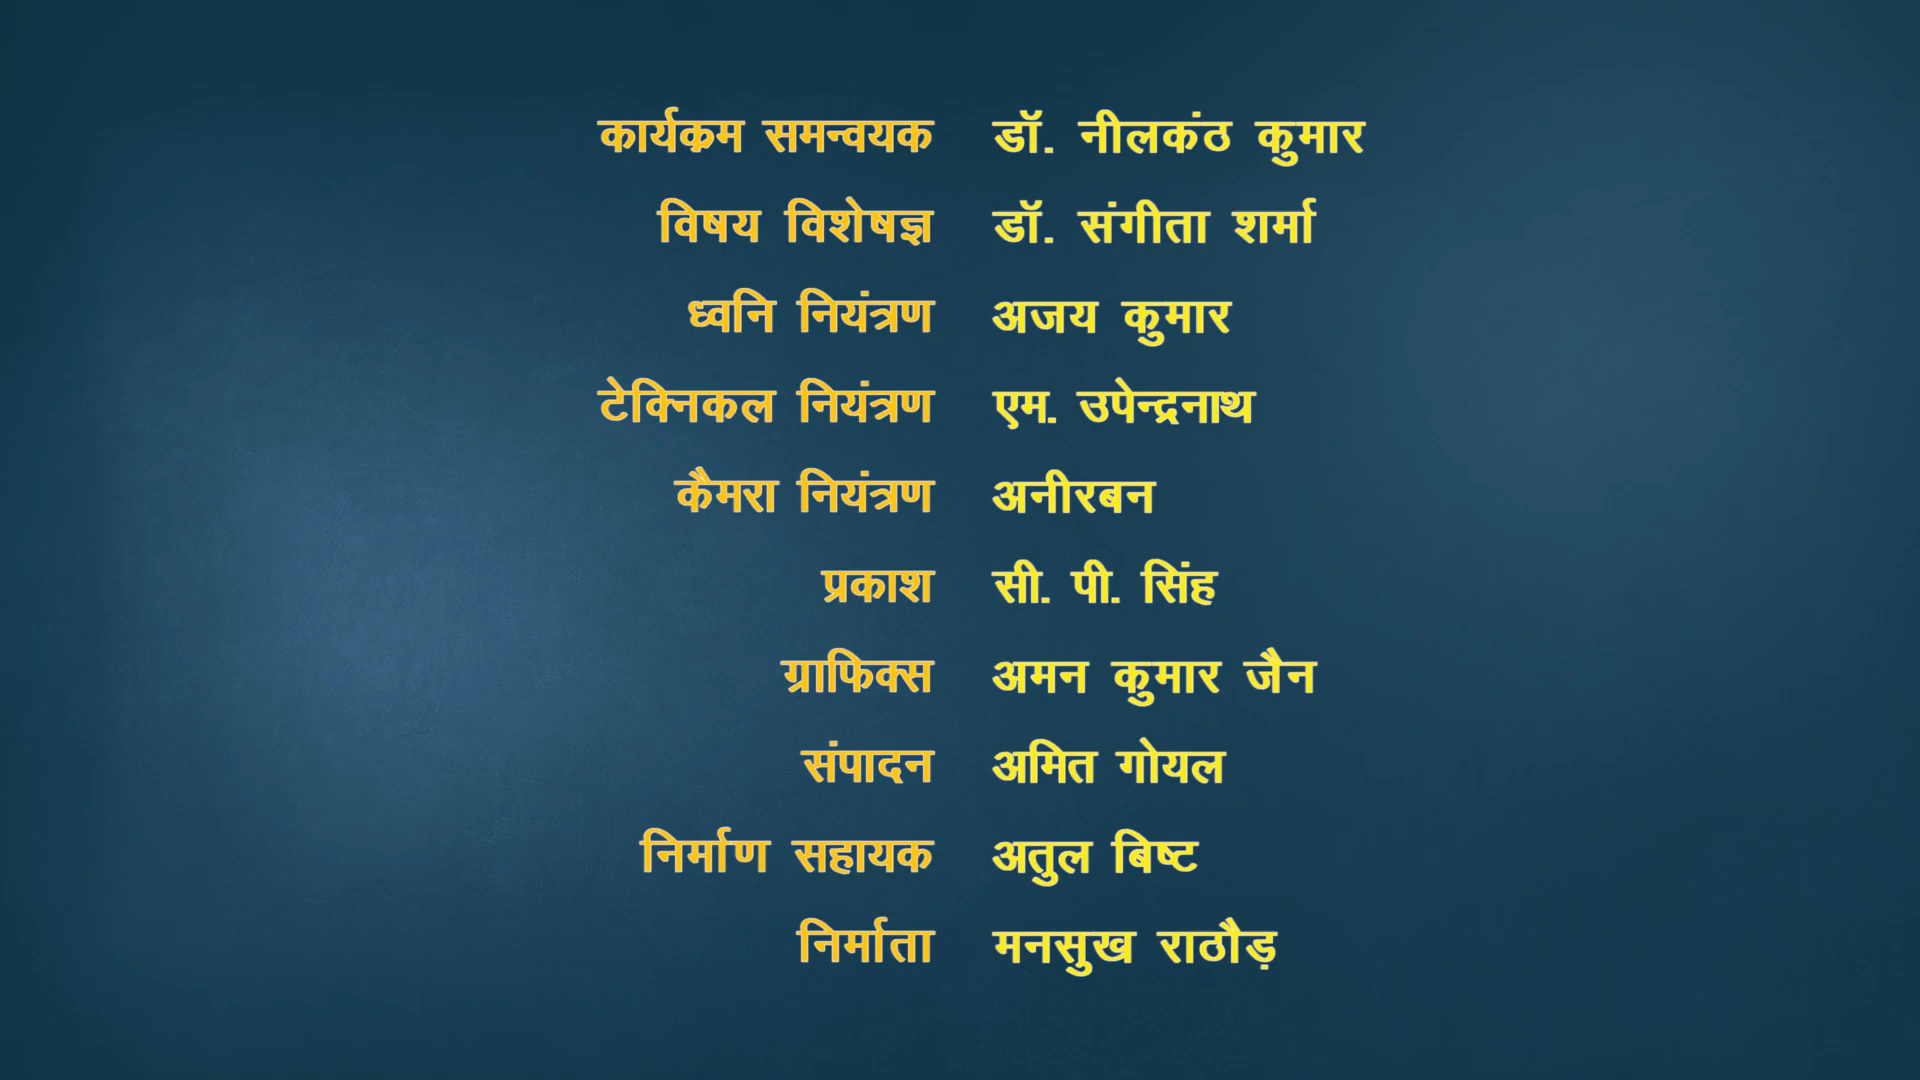 कार्यक्रम समन्वयक डॉ. नीलकंठ कुमार
विषय विशेषज्ञ डॉ. संगीता शर्मा
ध्वनि नियंत्रण अजय कुमार
टेक्निकल नियंत्रण एम. उपेन्द्रनाथ
कैमरा नियंत्रण अनीरबन
प्रकाश सी. पी. सिंह
ग्राफिक्स अमन कुमार जैन
संपादन अमित गोयल
निर्माण सहायक अतुल बिष्ट
निर्माता मनसुख राठौड़